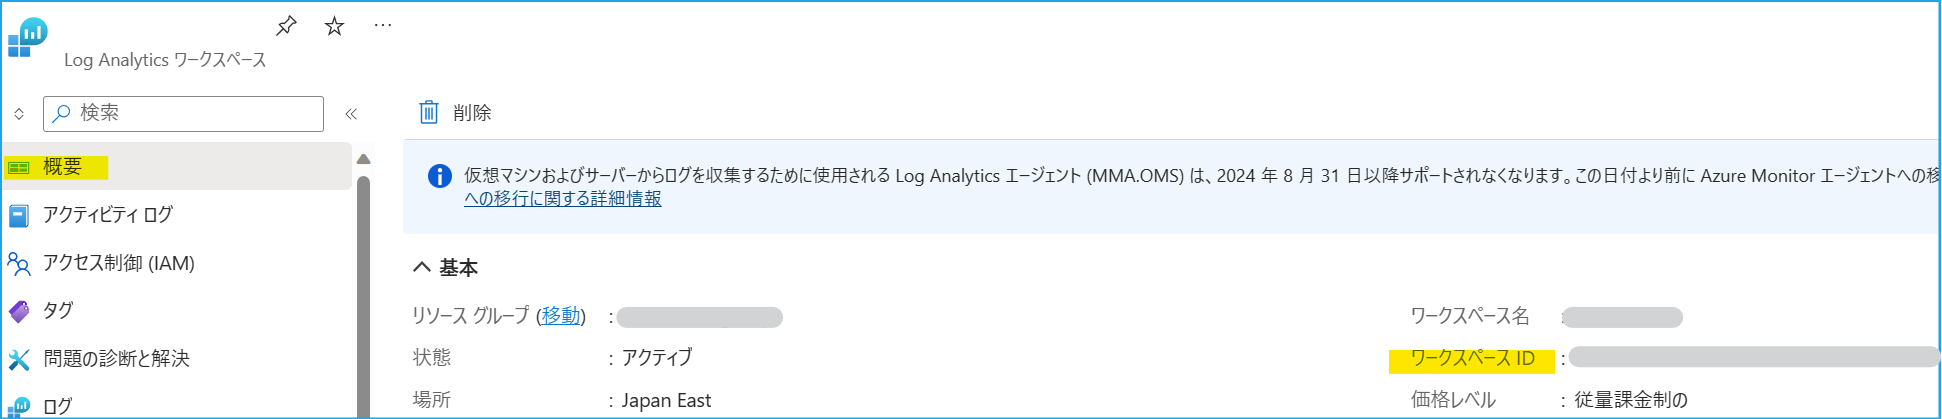 Log Analytics ワークスペース
検索
削除
概要
仮想マシンおよびサーバーからログを収集するために使用される Log Analytics エージェント (MMA.OMS) は、2024 年 8 月 31 日以降サポートされなくなります。この日付より前に Azure Monitor エージェントへの移
への移行に関する詳細情報
アクティビティ ログ
アクセス制御 (IAM)
タグ
問題の診断と解決
ログ
基本
リソース グループ (移動) :
ワークスペース名 :
状態 : アクティブ
ワークスペース ID :
場所 : Japan East
価格レベル : 従量課金制の